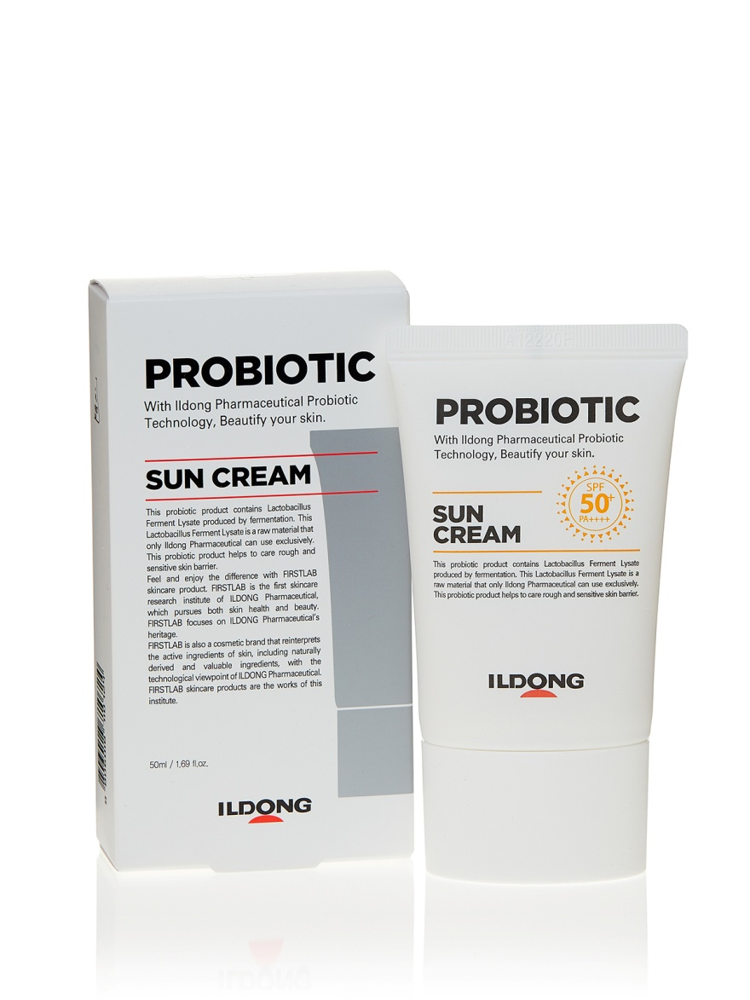 PROBIOTIC
With Ildong Pharmaceutical Probiotic
Technology, Beautify your skin.
SUN CREAM
This probiotic product contains Lactobacillus
Ferment Lysate produced by fermentation. This
Lactobacillus Ferment Lysate is a raw material that
only Ildong Pharmaceutical can use exclusively.
This probiotic product helps to care rough and
sensitive skin barrier.
Feel and enjoy the difference with FIRSTLAB
skincare product. FIRSTLAB is the first skincare
research institute of ILDONG Pharmaceutical,
which pursues both skin health and beauty.
FIRSTLAB focuses on ILDONG Pharmaceutical's
heritage.
FIRSTLAB is also a cosmetic brand that reinterprets
the active ingredients of skin, including naturally
derived and valuable ingredients, with the
technological viewpoint of ILDONG Pharmaceutical.
FIRSTLAB skincare products are the works of this
institute.
50ml / 1.69 fl.oz.
ILDONG
PROBIOTIC
With Ildong Pharmaceutical Probiotic
Technology, Beautify your skin.
SPF
50+
PA++++
SUN
CREAM
This probiotic product contains Lactobacillus Ferment Lysate
produced by fermentation. This Lactobacillus Ferment Lysate is a
raw material that only Ildong Pharmaceutical can use exclusively.
This probiotic product helps to care rough and sensitive skin barrier.
ILDONG